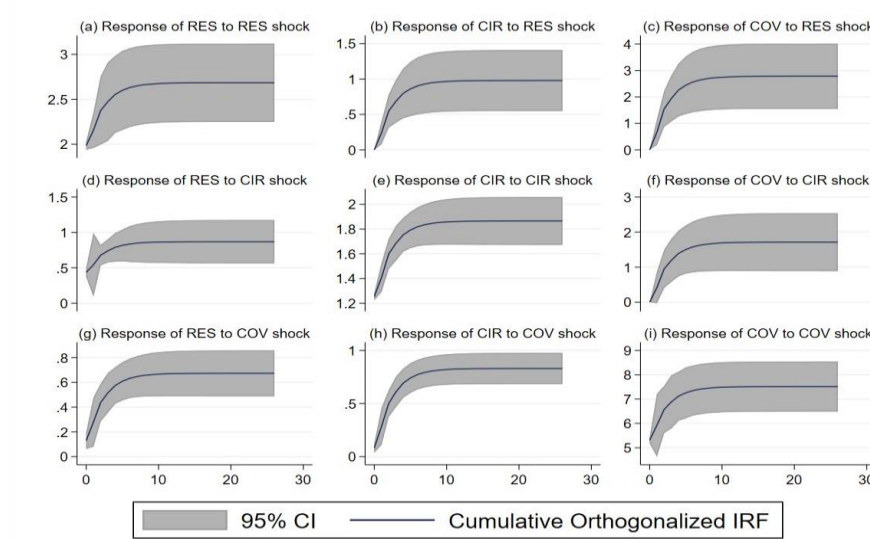 (a) Response of RES to RES shock
(b) Response of CIR to RES shock
(c) Response of COV to RES shock
3
2.5
2
1.5
1
.5
0
4
3
2
1
0
(d) Response of RES to CIR shock
(e) Response of CIR to CIR shock
(f) Response of COV to CIR shock
1.5
1
.5
0
2
1.8
1.6
1.4
1.2
3
2
1
0
(g) Response of RES to COV shock
(h) Response of CIR to COV shock
(i) Response of COV to COV shock
.8
.6
.4
.2
0
1
.5
0
9
8
7
6
5
0 10 20 30
0 10 20 30
0 10 20 30
95% CI
Cumulative Orthogonalized IRF